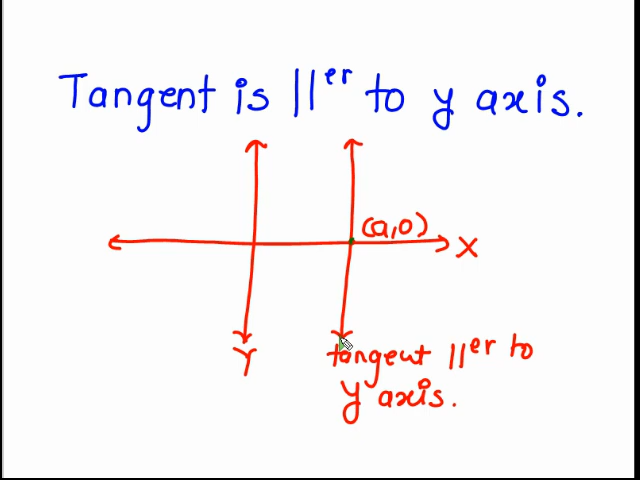 Tangent is ||er to y axis.
(a,0)
X
Y
tangent ||er to
y axis.